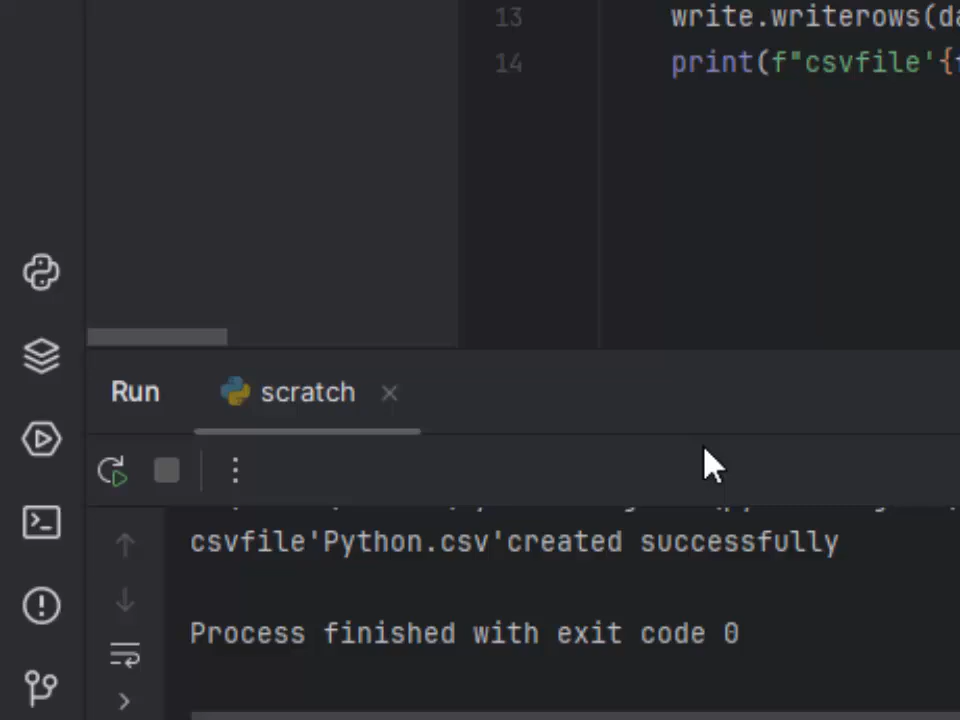 13 write.writerows(da
14 print(f"csvfile'{f
Run scratch
csvfile'Python.csv'created successfully
Process finished with exit code 0